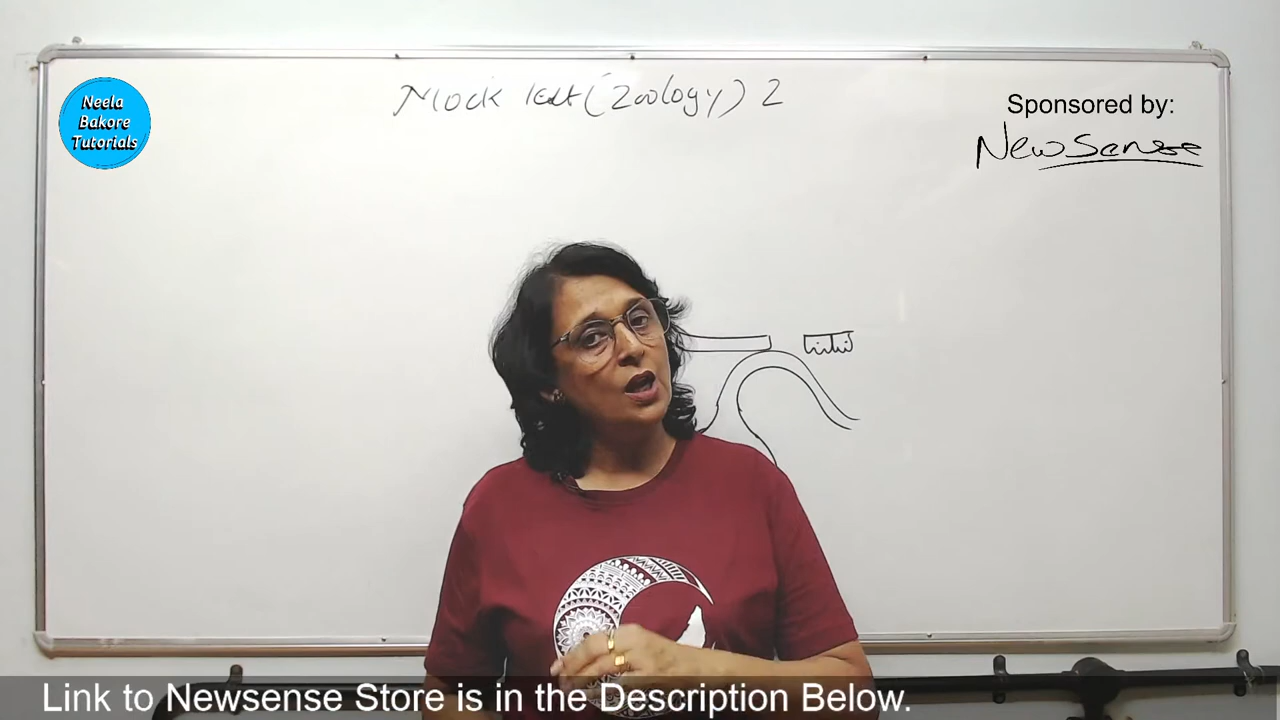 Neela
Bakore
Tutorials
Mock Test (Zoology) 2
Sponsored by:
NewSense
Link to Newsense Store is in the Description Below.